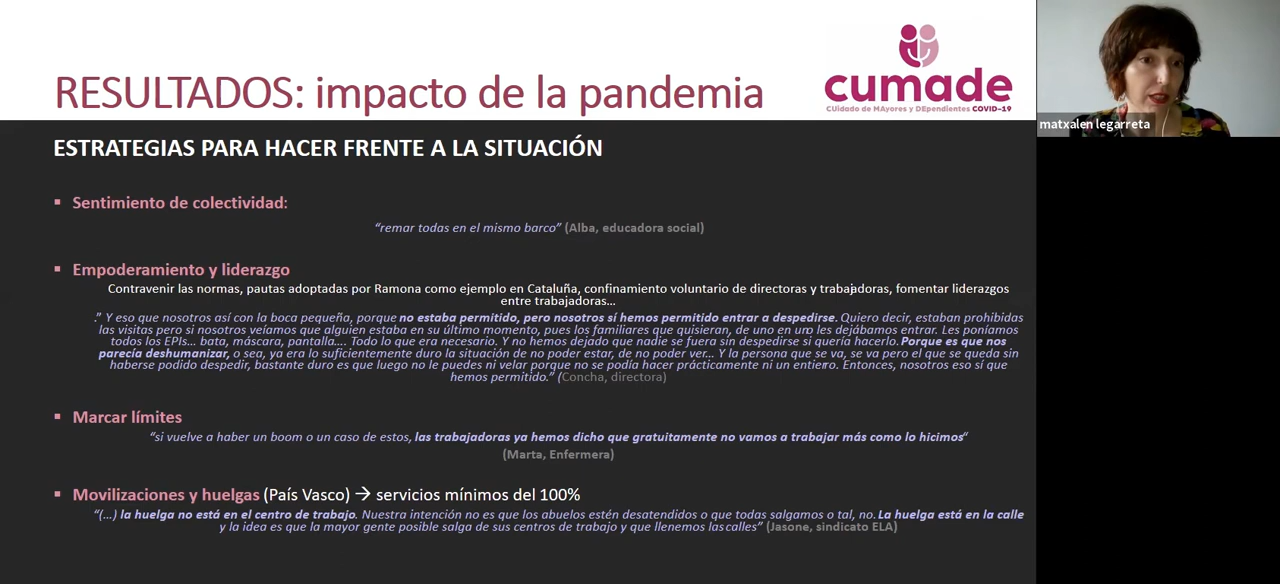 RESULTADOS: impacto de la pandemia
cumade
CUidado de MAyores y DEpendientes COVID-19
matxalen legarreta
ESTRATEGIAS PARA HACER FRENTE A LA SITUACIÓN
▪ Sentimiento de colectividad:
“remar todas en el mismo barco” (Alba, educadora social)
▪ Empoderamiento y liderazgo
Contravenir las normas, pautas adoptadas por Ramona como ejemplo en Cataluña, confinamiento voluntario de directoras y trabajadoras, fomentar liderazgos
entre trabajadoras…
.” Y eso que nosotros así con la boca pequeña, porque no estaba permitido, pero nosotros sí hemos permitido entrar a despedirse. Quiero decir, estaban prohibidas
las visitas pero si nosotros veíamos que alguien estaba en su último momento, pues los familiares que quisieran, de uno en uno les dejábamos entrar. Les poníamos
todos los EPIs… bata, máscara, pantalla…. Todo lo que era necesario. Y no hemos dejado que nadie se fuera sin despedirse si quería hacerlo. Porque es que nos
parecía deshumanizar, o sea, ya era lo suficientemente duro la situación de no poder estar, de no poder ver… Y la persona que se va, se va pero el que se queda sin
haberse podido despedir, bastante duro es que luego no le puedes ni velar porque no se podía hacer prácticamente ni un entierro. Entonces, nosotros eso sí que
hemos permitido.” (Concha, directora)
▪ Marcar límites
“si vuelve a haber un boom o un caso de estos, las trabajadoras ya hemos dicho que gratuitamente no vamos a trabajar más como lo hicimos“
(Marta, Enfermera)
▪ Movilizaciones y huelgas (País Vasco) → servicios mínimos del 100%
“(…) la huelga no está en el centro de trabajo. Nuestra intención no es que los abuelos estén desatendidos o que todas salgamos o tal, no. La huelga está en la calle
y la idea es que la mayor gente posible salga de sus centros de trabajo y que llenemos las calles” (Jasone, sindicato ELA)